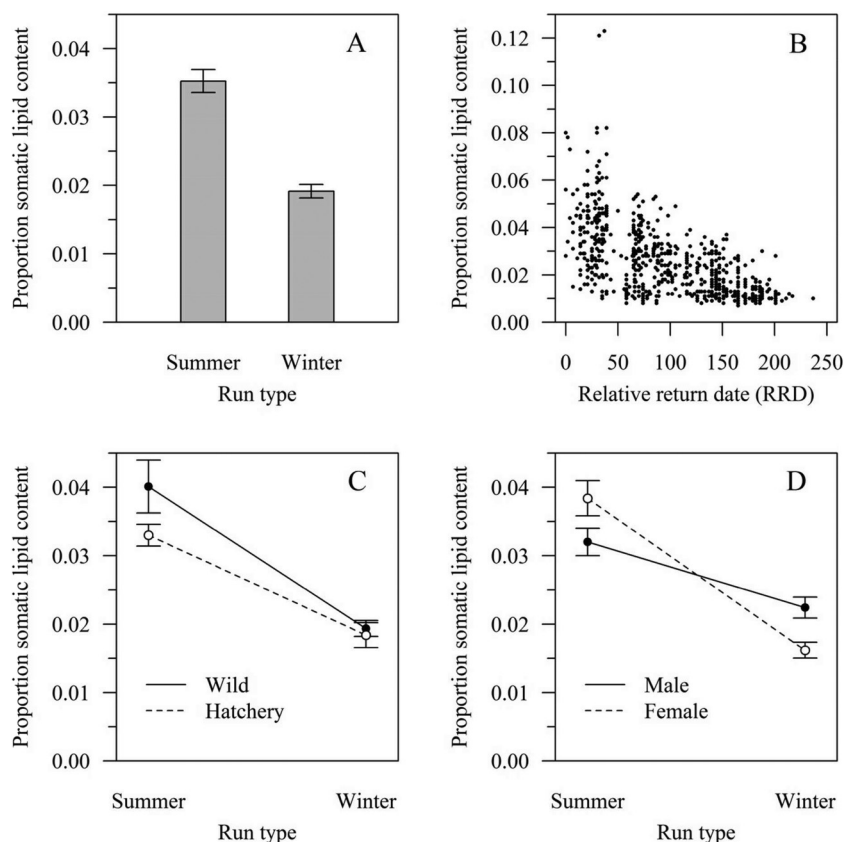 A
Proportion somatic lipid content
0.04
0.03
0.02
0.01
0.00
Summer
Winter
Run type
B
Proportion somatic lipid content
0.12
0.10
0.08
0.06
0.04
0.02
0.00
0
50
100
150
200
250
Relative return date (RRD)
C
Proportion somatic lipid content
0.04
0.03
0.02
0.01
0.00
Wild
Hatchery
Summer
Winter
Run type
D
Proportion somatic lipid content
0.04
0.03
0.02
0.01
0.00
Male
Female
Summer
Winter
Run type